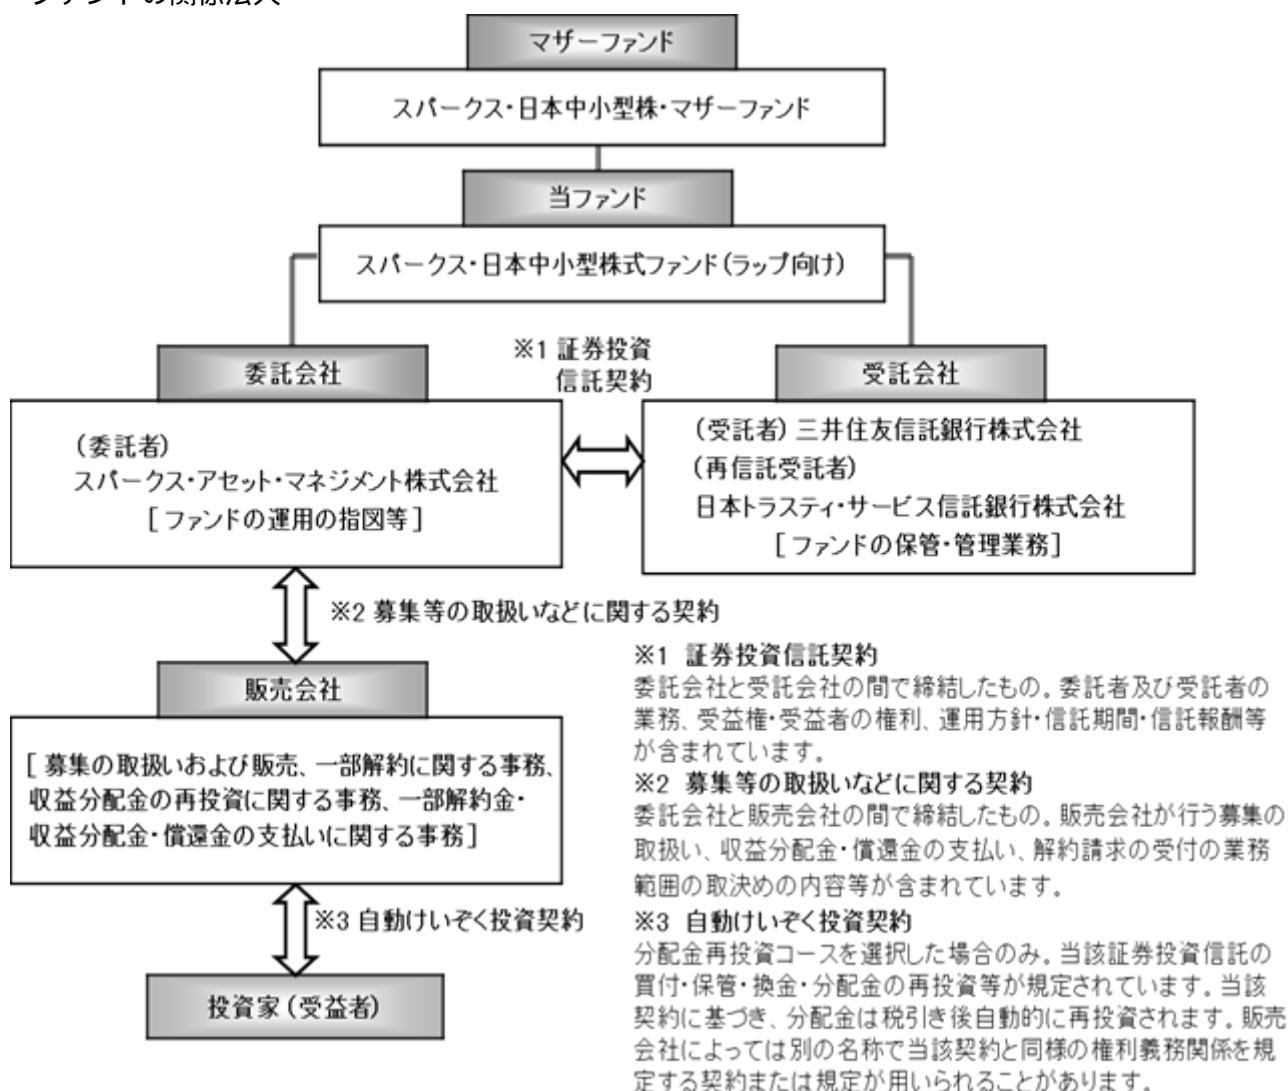 ファンドの関係法人
マザーファンド
スパークス・日本中小型株・マザーファンド
当ファンド
スパークス・日本中小型株式ファンド(ラップ向け)
※1 証券投資
信託契約
委託会社
(委託者)
スパークス・アセット・マネジメント株式会社
[ファンドの運用の指図等]
受託会社
(受託者) 三井住友信託銀行株式会社
(再信託受託者)
日本トラスティ・サービス信託銀行株式会社
[ファンドの保管・管理業務]
※2 募集等の取扱いなどに関する契約
販売会社
[募集の取扱いおよび販売、一部解約に関する事務、
収益分配金の再投資に関する事務、一部解約金・
収益分配金・償還金の支払いに関する事務]
※3 自動けいぞく投資契約
投資家(受益者)
※1 証券投資信託契約
委託会社と受託会社の間で締結したもの。委託者及び受託者の
業務、受益権・受益者の権利、運用方針・信託期間・信託報酬等
が含まれています。
※2 募集等の取扱いなどに関する契約
委託会社と販売会社の間で締結したもの。販売会社が行う募集の
取扱い、収益分配金・償還金の支払い、解約請求の受付の業務
範囲の取決めの内容等が含まれています。
※3 自動けいぞく投資契約
分配金再投資コースを選択した場合のみ。当該証券投資信託の
買付・保管・換金・分配金の再投資等が規定されています。当該
契約に基づき、分配金は税引き後自動的に再投資されます。販売
会社によっては別の名称で当該契約と同様の権利義務関係を規
定する契約または規定が用いられることがあります。